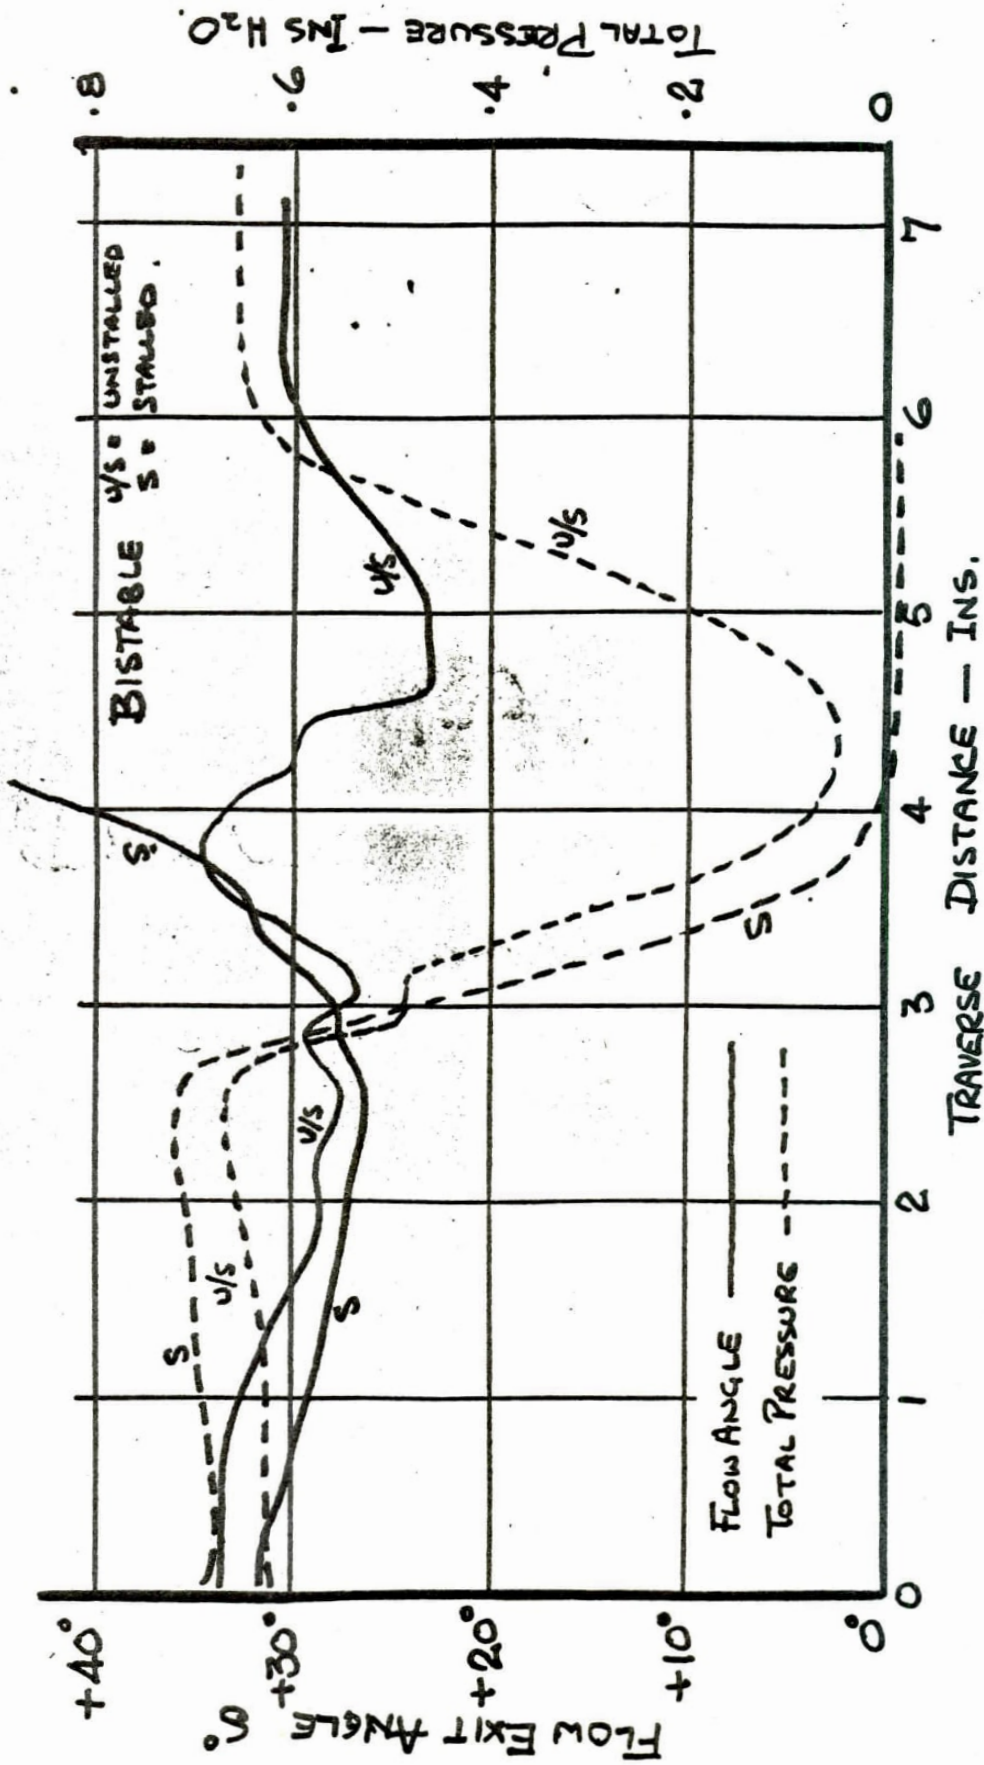 BISTABLE
U/S = UNSTALLED
S = STALLED.
FLOW EXIT ANGLE δ°
+40°
+30°
+20°
+10°
0°
TOTAL PRESSURE — INS H2O.
.8
.6
.4
.2
0
S
U/S
S
U/S
S
U/S
U/S
S
FLOW ANGLE
TOTAL PRESSURE
0
1
2
3
4
5
6
7
TRAVERSE DISTANCE — INS.